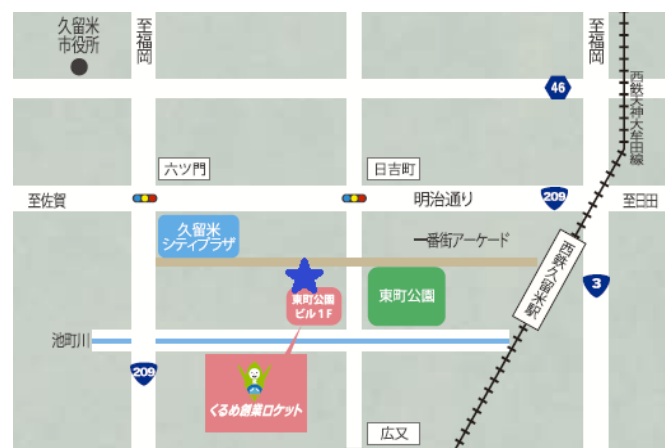 久留米
市役所
至福岡
至福岡
西鉄天神大牟田線
46
六ツ門
日吉町
至佐賀
明治通り
209
至日田
久留米
シティプラザ
一番街アーケード
西鉄久留米駅
3
東町公園
ビル1F
東町公園
池町川
209
くるめ創業ロケット
広又